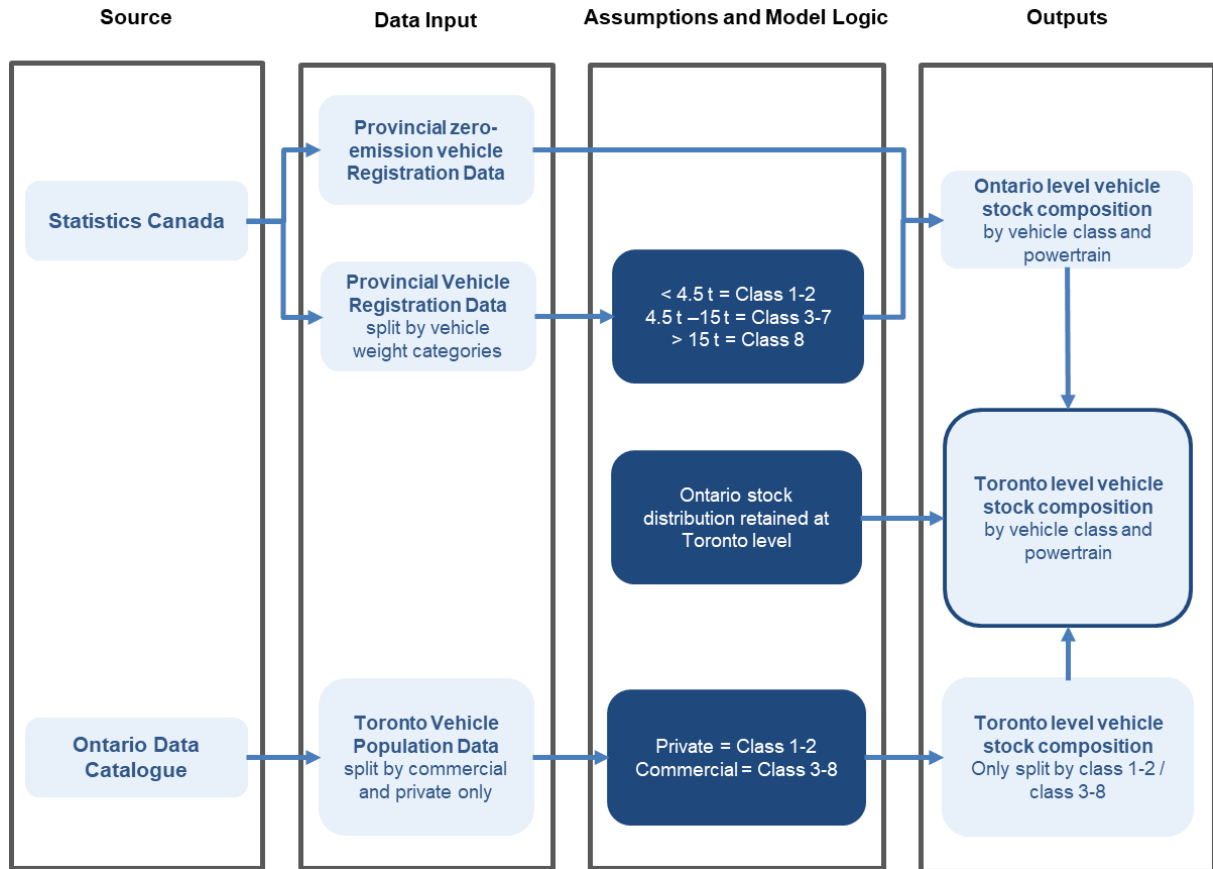 Source
Data Input
Assumptions and Model Logic
Outputs
Statistics Canada
Ontario Data
Catalogue
Provincial zero-
emission vehicle
Registration Data
Provincial Vehicle
Registration Data
split by vehicle
weight categories
Toronto Vehicle
Population Data
split by commercial
and private only
< 4.5 t = Class 1-2
4.5 t –15 t = Class 3-7
> 15 t = Class 8
Ontario stock
distribution retained at
Toronto level
Private = Class 1-2
Commercial = Class 3-8
Ontario level vehicle
stock composition
by vehicle class and
powertrain
Toronto level vehicle
stock composition
by vehicle class and
powertrain
Toronto level vehicle
stock composition
Only split by class 1-2 /
class 3-8